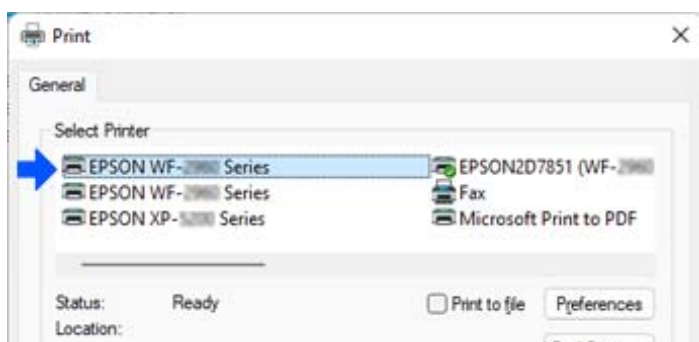 Print
General
Select Printer
EPSON WF- Series
EPSON2D7851 (WF-
EPSON WF- Series
Fax
EPSON XP- Series
Microsoft Print to PDF
Status: Ready
Print to file
Preferences
Location: